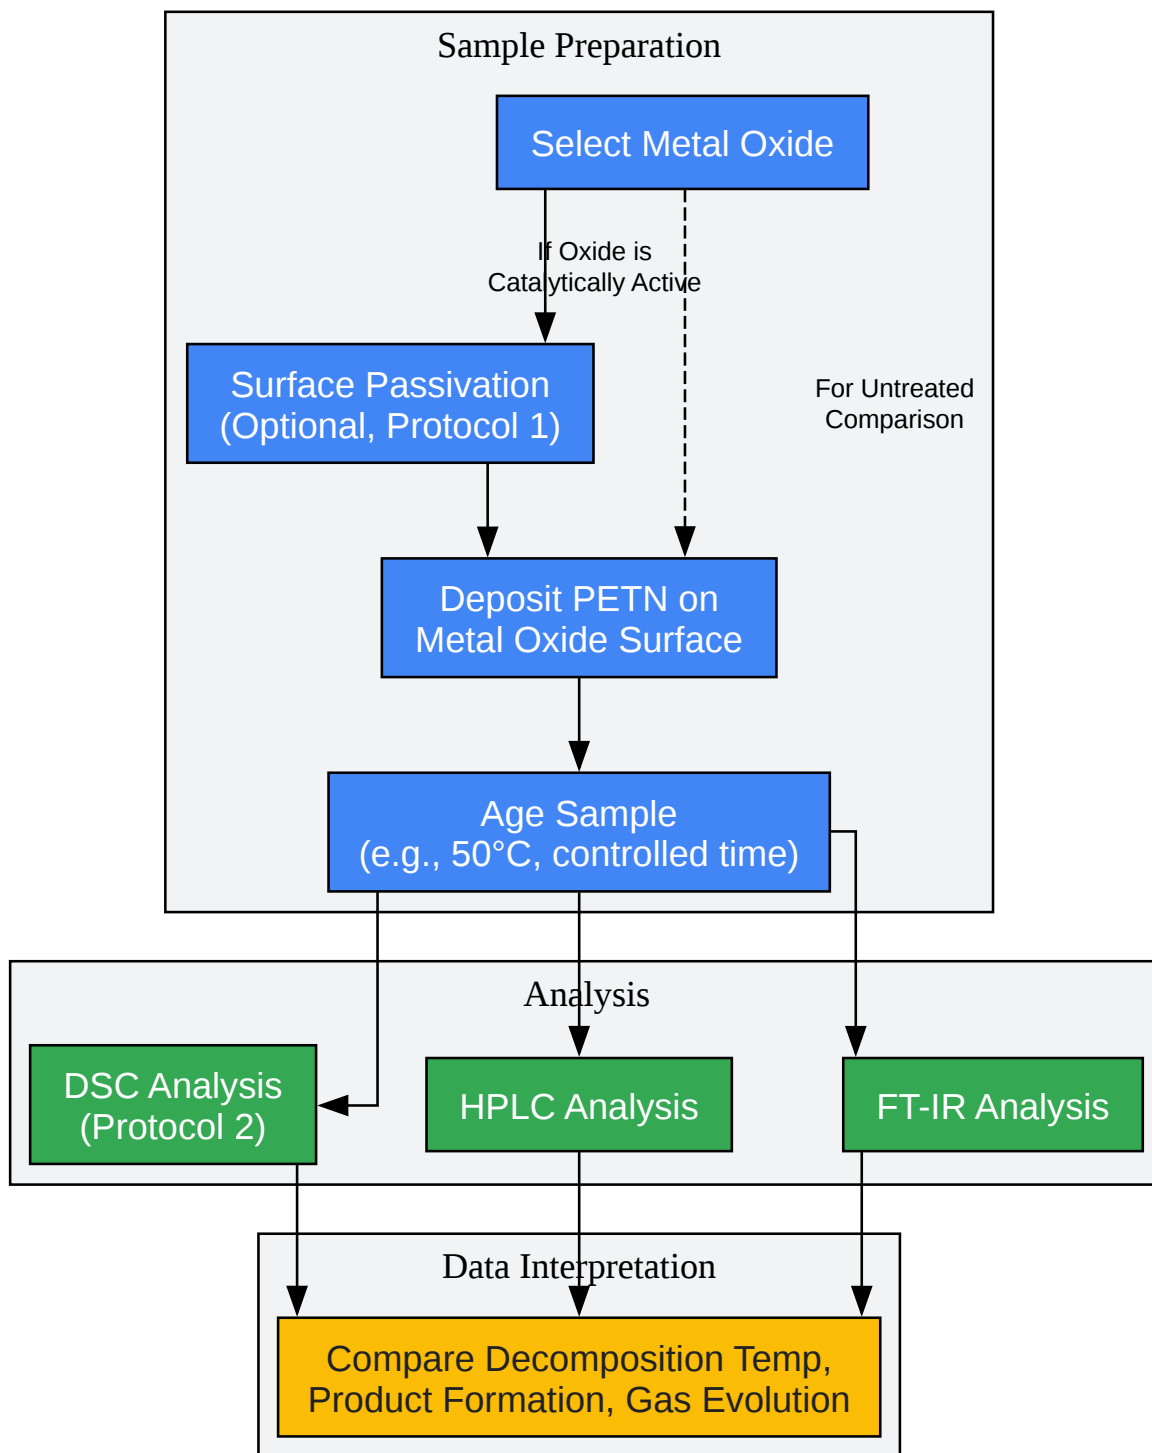 Sample Preparation
Select Metal Oxide
If Oxide is
Catalytically Active
Surface Passivation
(Optional, Protocol 1)
For Untreated
Comparison
Deposit PETN on
Metal Oxide Surface
Age Sample
(e.g., 50°C, controlled time)
Analysis
DSC Analysis
(Protocol 2)
HPLC Analysis
FT-IR Analysis
Data Interpretation
Compare Decomposition Temp,
Product Formation, Gas Evolution